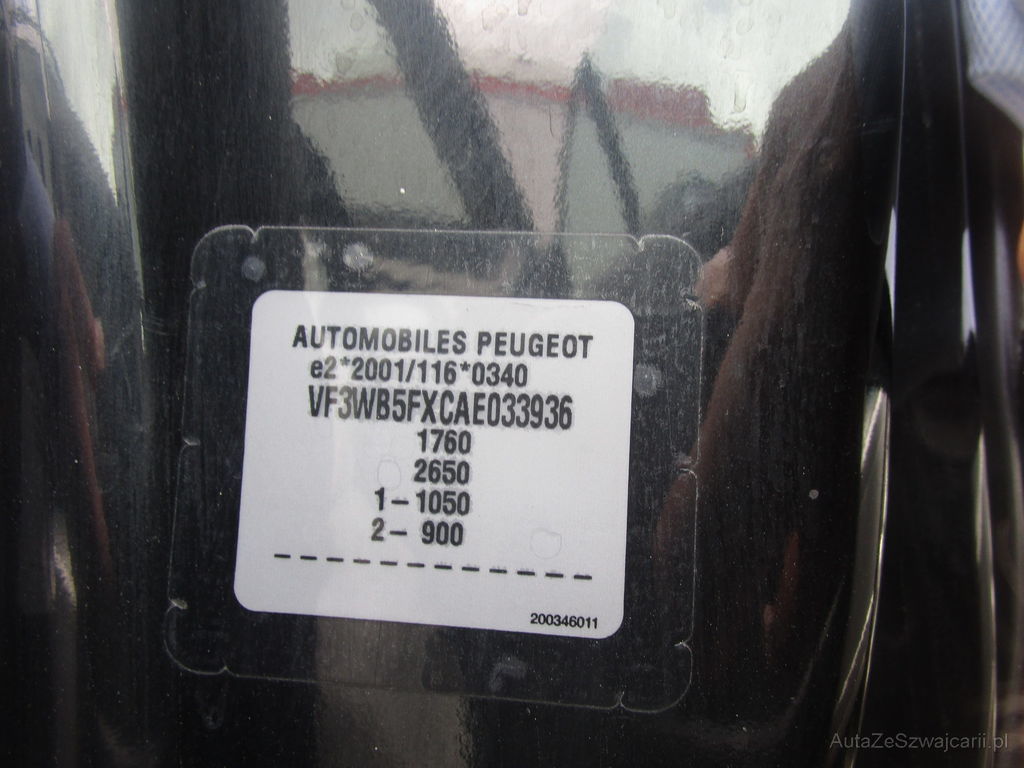 AUTOMOBILES PEUGEOT
e2*2001/116*0340
VF3WB5FXCAE033936
1760
2650
1- 1050
2- 900
------------
200346011
AutaZeSzwajcarii.pl